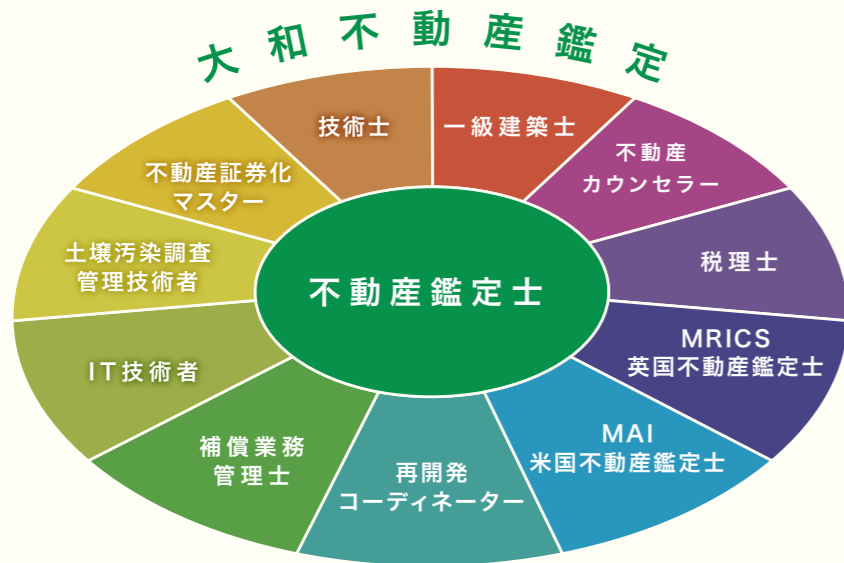 大和不動産鑑定
技術士
一級建築士
不動産
カウンセラー
税理士
MRICS
英国不動産鑑定士
MAI
米国不動産鑑定士
再開発
コーディネーター
補償業務
管理士
IT技術者
土壌汚染調査
管理技術者
不動産証券化
マスター
不動産鑑定士